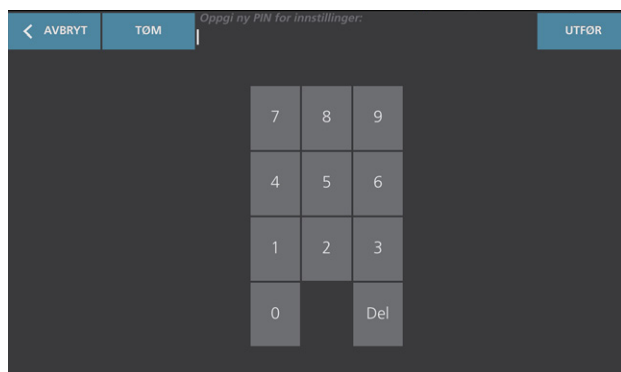 AVBRYT TØM Oppgi ny PIN for innstillinger: UTFØR
7 8 9
4 5 6
1 2 3
0 Del